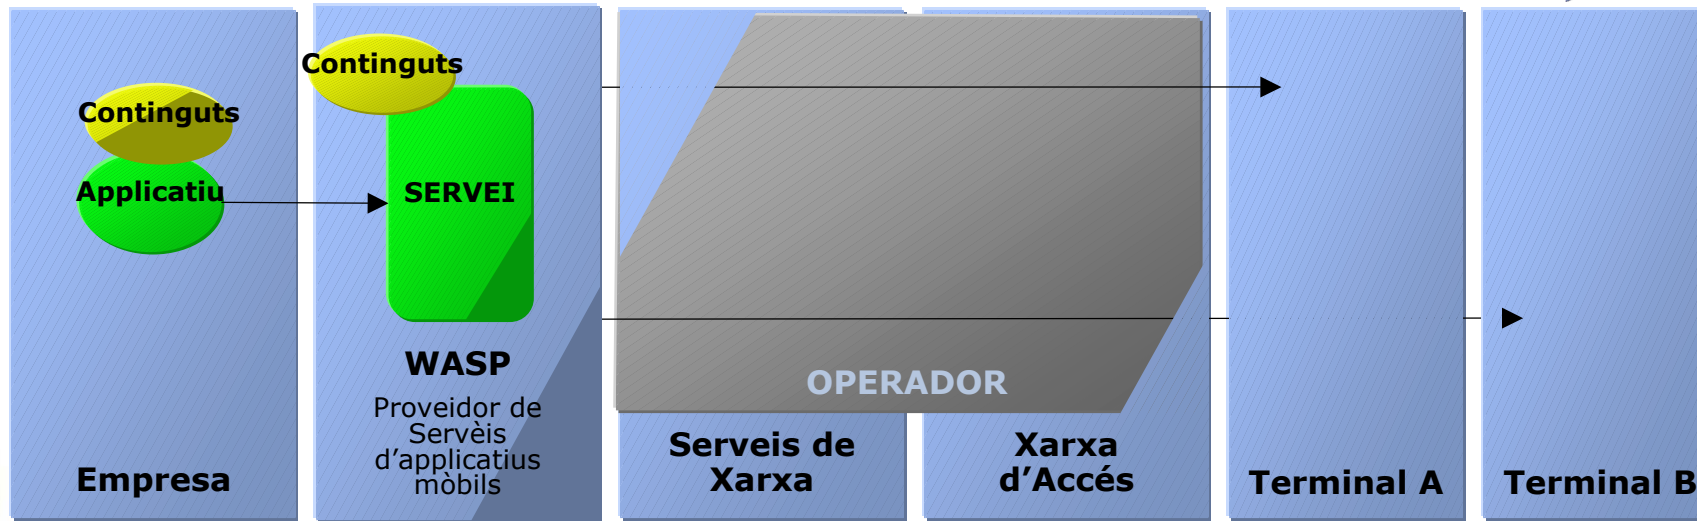 Continguts
Applicatiu
Empresa
Continguts
SERVEI
WASP
Proveidor de
Servèis
d’applicatius
mòbils
OPERADOR
Serveis de
Xarxa
Xarxa
d’Accés
Terminal A
Terminal B